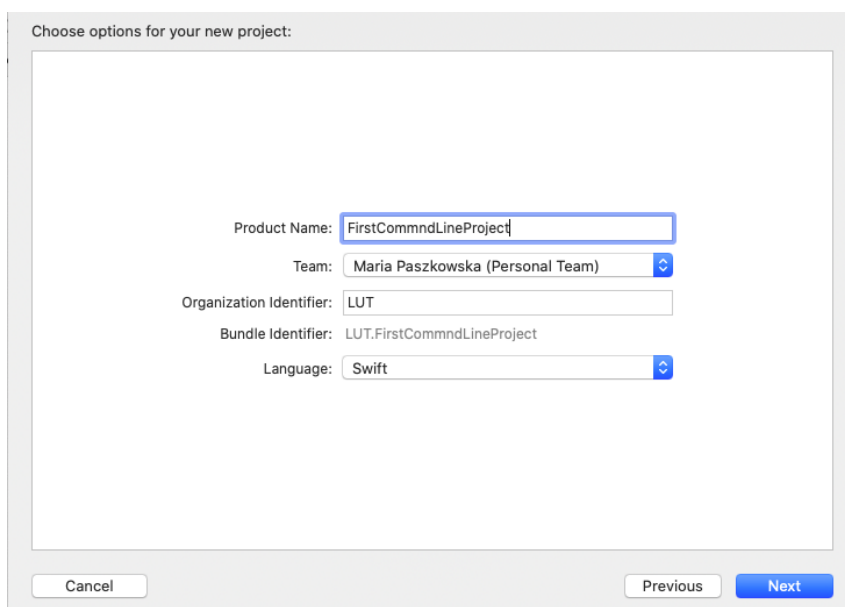 Choose options for your new project:
Product Name: FirstCommndLineProject
Team: Maria Paszkowska (Personal Team)
Organization Identifier: LUT
Bundle Identifier: LUT.FirstCommndLineProject
Language: Swift
Cancel Previous Next